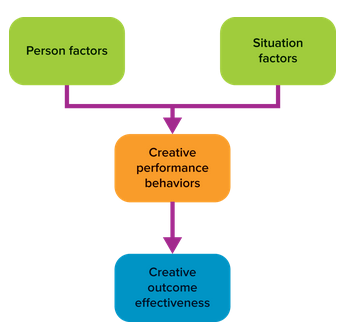 Person factors
Situation
factors
Creative
performance
behaviors
Creative
outcome
effectiveness